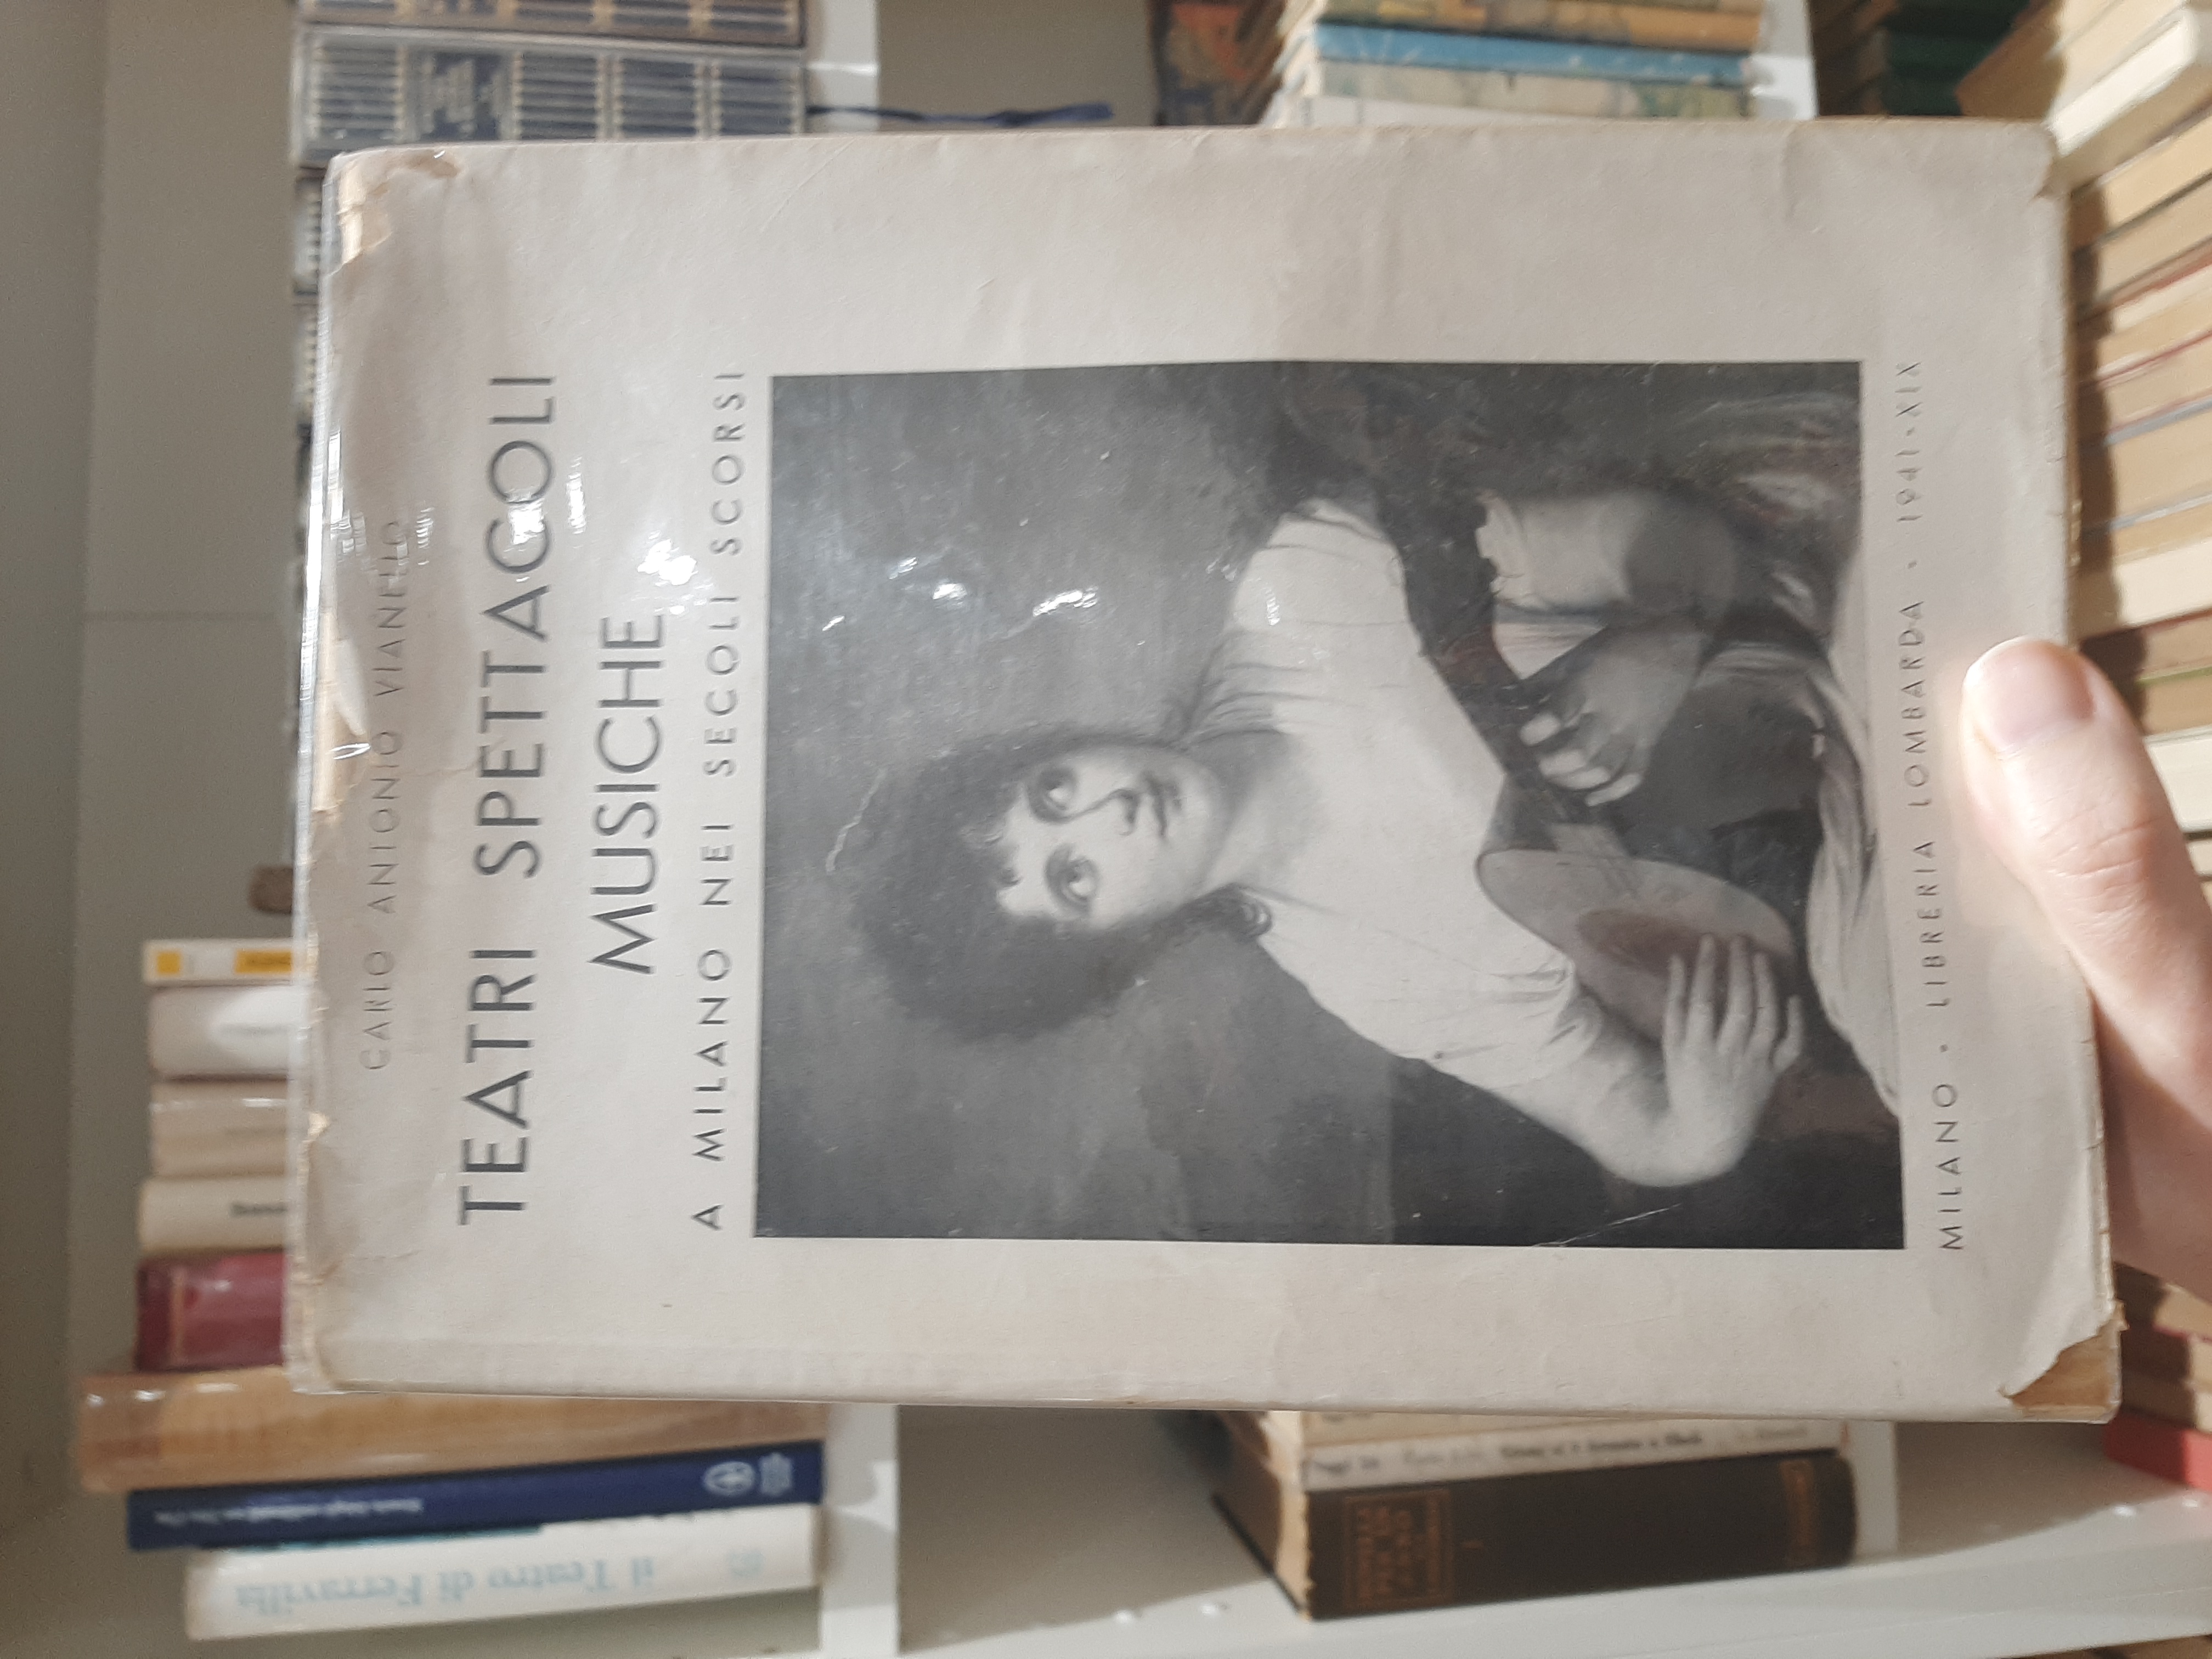 CARLO ANTONIO VIANELLO
TEATRI SPETTACOLI
MUSICHE
A MILANO NEI SECOLI SCORSI
MILANO • LIBRERIA LOMBARDA • 1941-XIX
il Teatro di Ferravilla